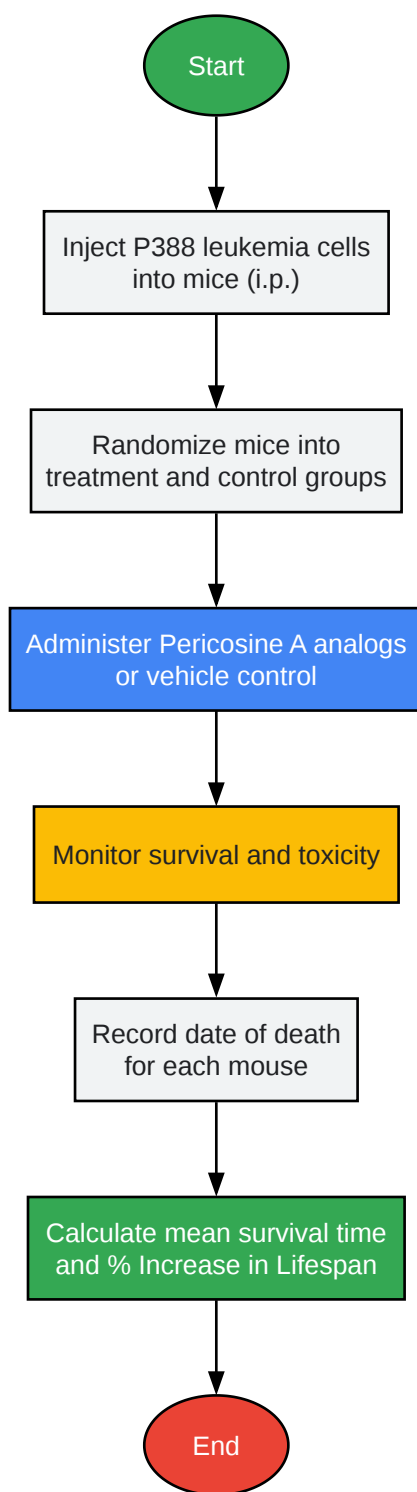 Start
Inject P388 leukemia cells
into mice (i.p.)
Randomize mice into
treatment and control groups
Administer Pericosine A analogs
or vehicle control
Monitor survival and toxicity
Record date of death
for each mouse
Calculate mean survival time
and % Increase in Lifespan
End